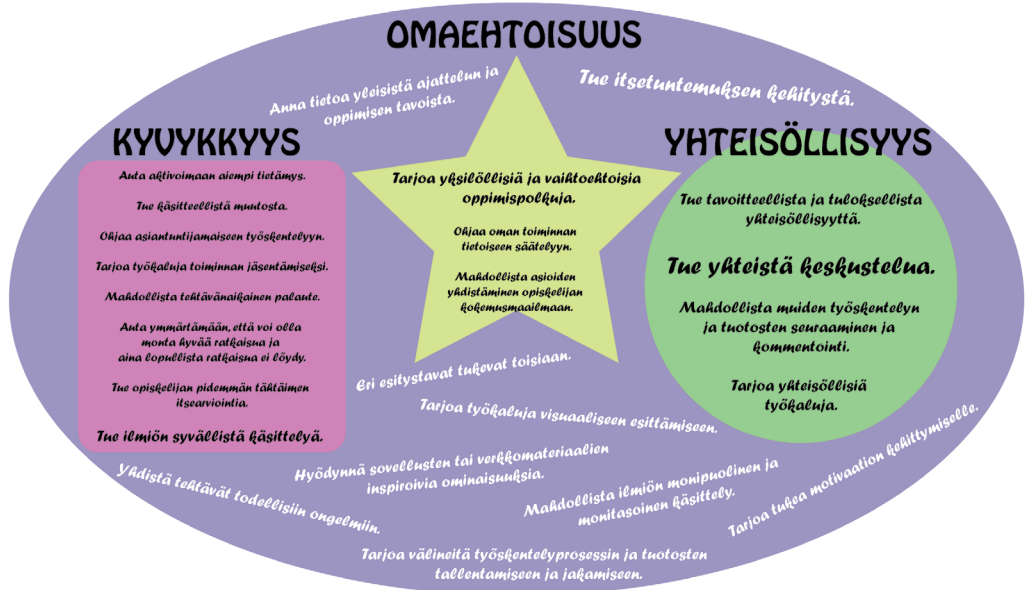 OMAEHTOISUUS
Anna tietoa yleisistä ajattelun ja
oppimisen tavoista.
Tue itsetuntemuksen kehitystä.
KYVYKKYYS
Auta aktivoimaan aiempi tietämys.
Tue käsitteellistä muutosta.
Ohjaa asiantuntijamaiseen työskentelyyn.
Tarjoa työkaluja toiminnan jäsentämiseksi.
Mahdollista tehtävänaikainen palaute.
Auta ymmärtämään, että voi olla
monta hyvää ratkaisua ja
aina lopullista ratkaisua ei löydy.
Tue opiskelijan pidemmän tähtäimen
itsearviointia.
Tue ilmiön syvällistä käsittelyä.
Tarjoa yksilöllisiä ja vaihtoehtoisia
oppimispolkuja.
Ohjaa oman toiminnan
tietoiseen säätelyyn.
Mahdollista asioiden
yhdistäminen opiskelijan
kokemusmaailmaan.
YHTEISÖLLISYYS
Tue tavoitteellista ja tuloksellista
yhteisöllisyyttä.
Tue yhteistä keskustelua.
Mahdollista muiden työskentelyn
ja tuotosten seuraaminen ja
kommentointi.
Tarjoa yhteisöllisiä
työkaluja.
Eri esitystavat tukevat toisiaan.
Tarjoa työkaluja visuaaliseen esittämiseen.
Hyödynnä sovellusten tai verkkomateriaalien
inspiroivia ominaisuuksia.
Yhdistä tehtävät todellisiin ongelmiin.
Mahdollista ilmiön monipuolinen ja
monitasoinen käsittely.
Tarjoa tukea motivaation kehittymiselle.
Tarjoa välineitä työskentelyprosessin ja tuotosten
tallentamiseen ja jakamiseen.